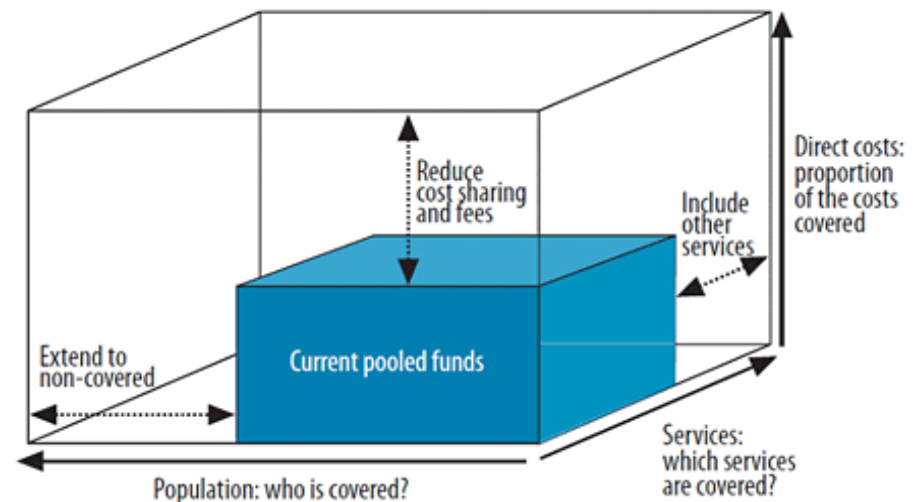 Reduce
cost sharing
and fees
Include
other
services
Direct costs:
proportion
of the costs
covered
Extend to
non-covered
Current pooled funds
Services:
which services
are covered?
Population: who is covered?